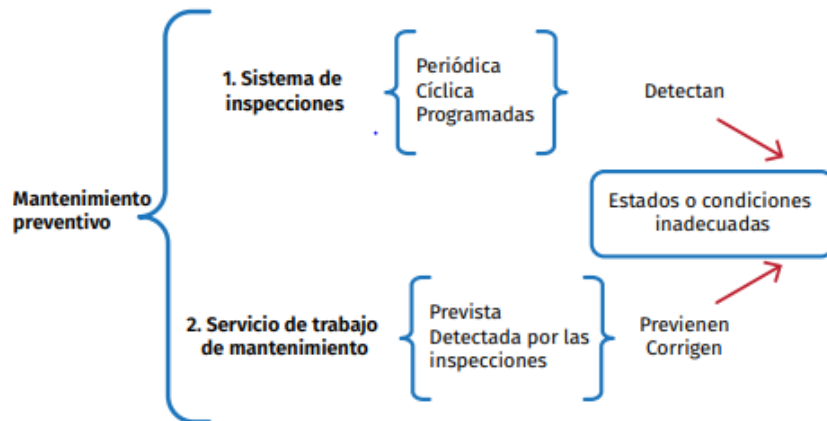 Mantenimiento
preventivo
1. Sistema de
inspecciones
Periódica
Cíclica
Programadas
Detectan
Estados o condiciones
inadecuadas
2. Servicio de trabajo
de mantenimiento
Prevista
Detectada por las
inspecciones
Previenen
Corrigen